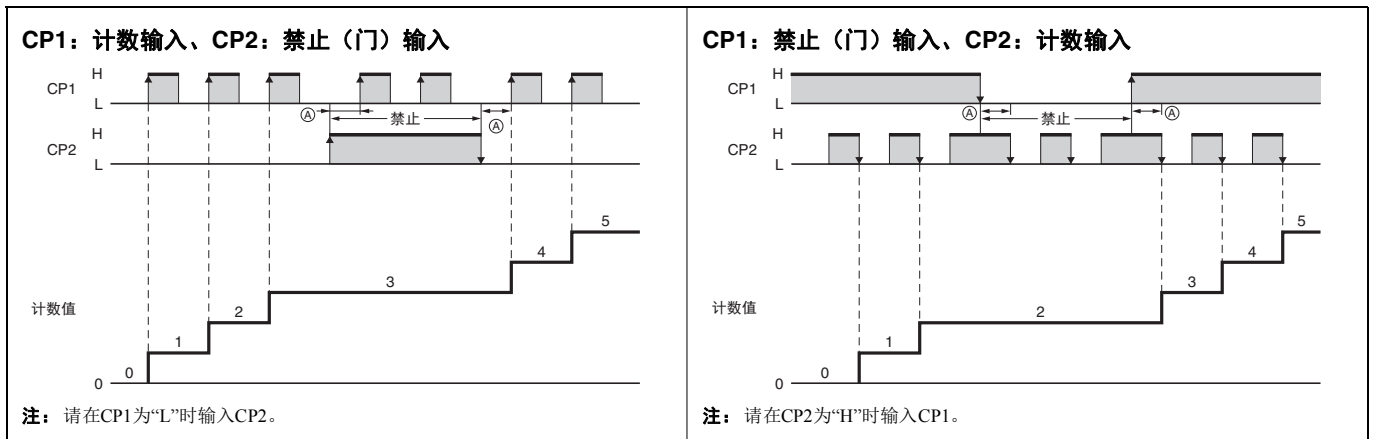 CP1：计数输入、CP2：禁止（门）输入
H
CP1
L
Ⓐ
禁止
Ⓐ
H
CP2
L
5
4
3
计数值
2
1
0
0
注：请在CP1为“L”时输入CP2。
CP1：禁止（门）输入、CP2：计数输入
H
CP1
L
Ⓐ
禁止
Ⓐ
H
CP2
L
5
4
3
计数值
2
1
0
0
注：请在CP2为“H”时输入CP1。